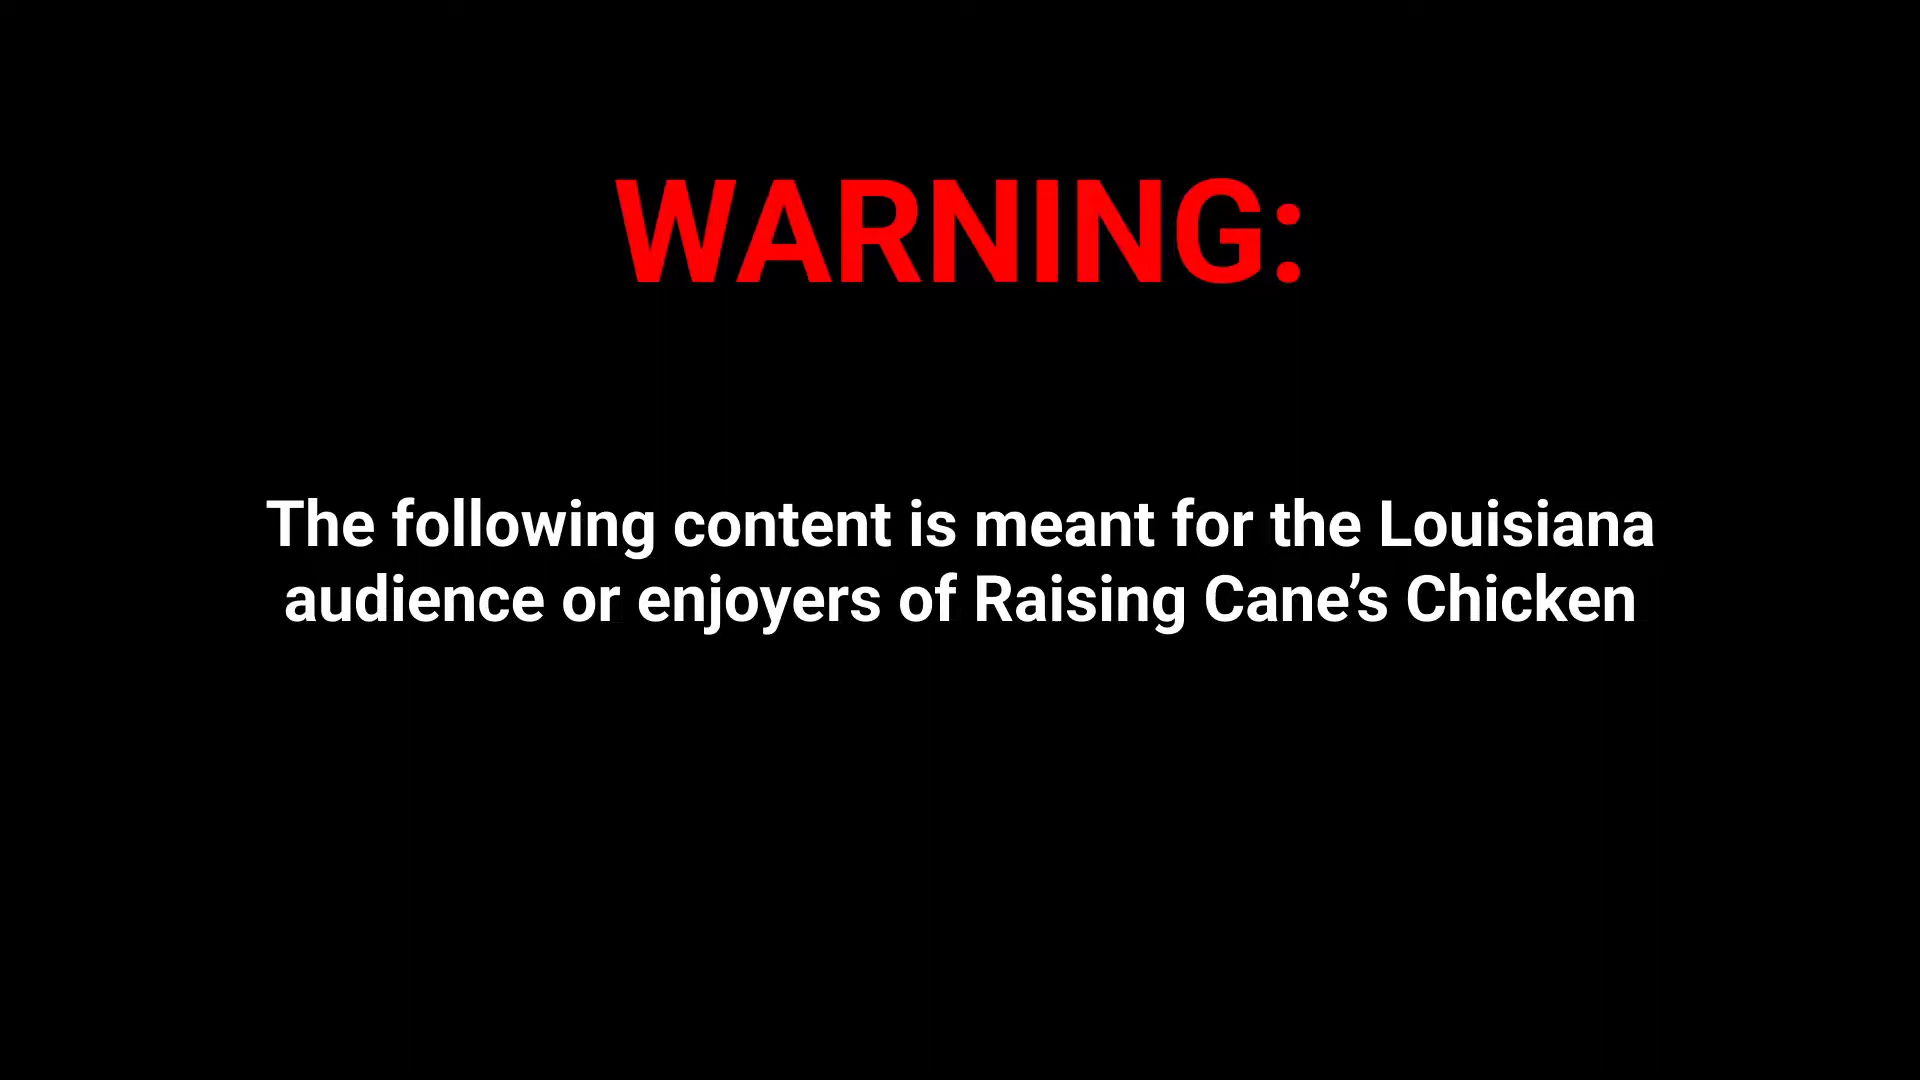 WARNING:
The following content is meant for the Louisiana
audience or enjoyers of Raising Cane’s Chicken